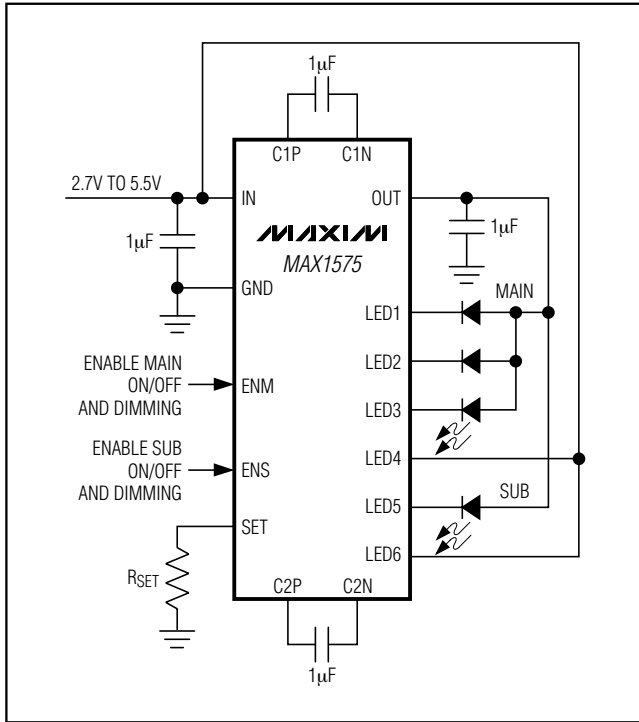 1µF
C1P
C1N
2.7V TO 5.5V
IN
OUT
1µF
MAXIM
MAX1575
1µF
GND
LED1
MAIN
LED2
ENABLE MAIN
ON/OFF
AND DIMMING
ENM
LED3
LED4
ENABLE SUB
ON/OFF
AND DIMMING
ENS
LED5
SUB
SET
LED6
RSET
C2P
C2N
1µF